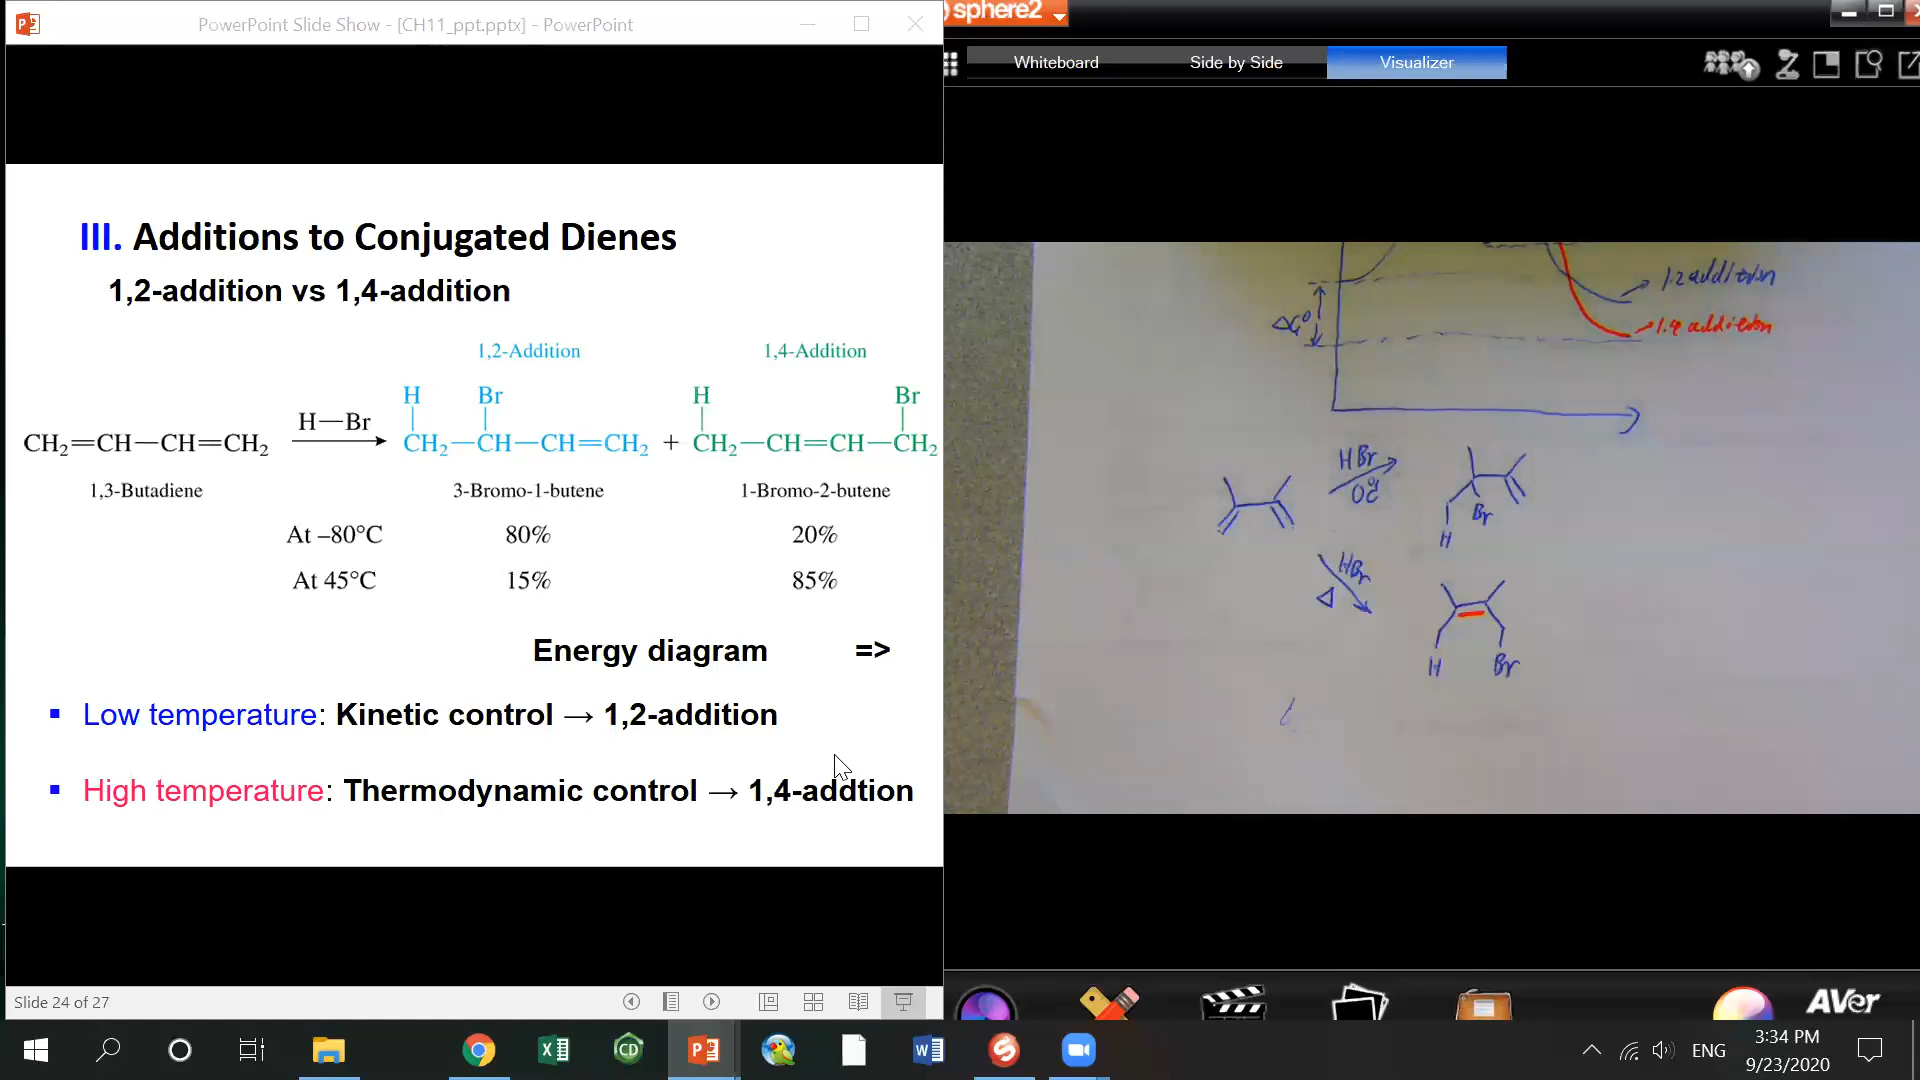 PowerPoint Slide Show - [CH11_ppt.pptx] - PowerPoint
sphere2
Whiteboard
Side by Side
Visualizer
III. Additions to Conjugated Dienes
1,2-addition vs 1,4-addition
1,2-Addition
1,4-Addition
H Br
H Br
H—Br
CH₂=CH—CH=CH₂
CH₂—CH—CH=CH₂
+
CH₂—CH=CH—CH₂
1,3-Butadiene
3-Bromo-1-butene
1-Bromo-2-butene
At –80°C 80% 20%
At 45°C 15% 85%
Energy diagram =>
▪ Low temperature: Kinetic control → 1,2-addition
▪ High temperature: Thermodynamic control → 1,4-addtion
1.2 addition
1.4 addition
ΔG°
HBr
0°C
Br
H
HBr
Δ
H Br
Slide 24 of 27
AVer
ENG
3:34 PM
9/23/2020